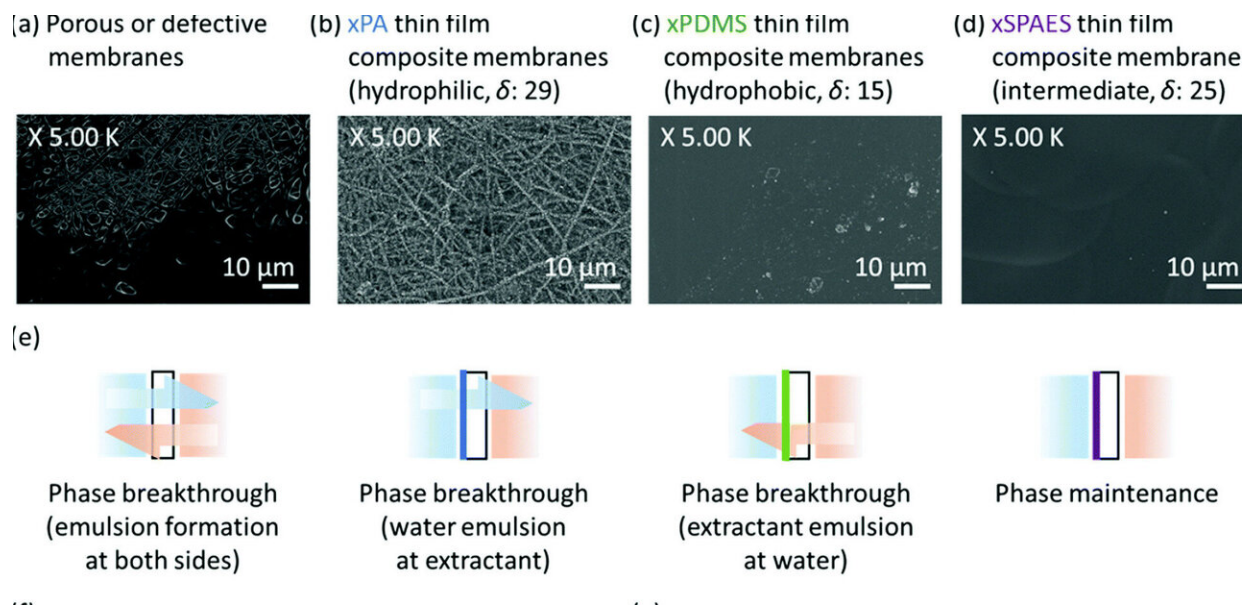 (a) Porous or defective
membranes
(b) xPA thin film
composite membranes
(hydrophilic, δ: 29)
(c) xPDMS thin film
composite membranes
(hydrophobic, δ: 15)
(d) xSPAES thin film
composite membrane
(intermediate, δ: 25)
X 5.00 K
10 µm
X 5.00 K
10 µm
X 5.00 K
10 µm
X 5.00 K
10 µm
(e)
Phase breakthrough
(emulsion formation
at both sides)
Phase breakthrough
(water emulsion
at extractant)
Phase breakthrough
(extractant emulsion
at water)
Phase maintenance